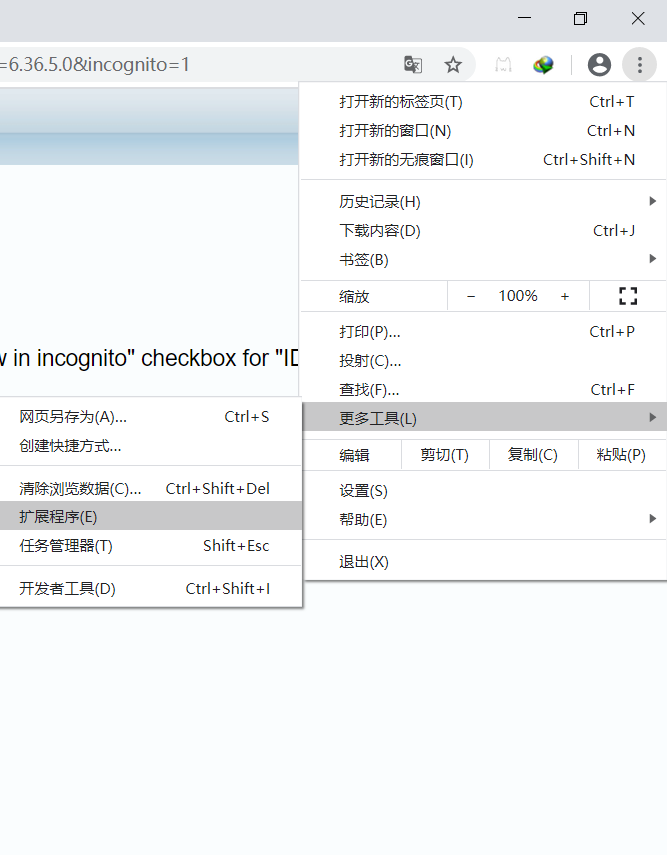 =6.36.5.0&incognito=1
打开新的标签页(T) Ctrl+T
打开新的窗口(N) Ctrl+N
打开新的无痕窗口(I) Ctrl+Shift+N
历史记录(H)
下载内容(D) Ctrl+J
书签(B)
缩放 − 100% +
打印(P)... Ctrl+P
投射(C)...
查找(F)... Ctrl+F
更多工具(L)
编辑 剪切(T) 复制(C) 粘贴(P)
设置(S)
帮助(E)
退出(X)
w in incognito" checkbox for "ID
网页另存为(A)... Ctrl+S
创建快捷方式...
清除浏览数据(C)... Ctrl+Shift+Del
扩展程序(E)
任务管理器(T) Shift+Esc
开发者工具(D) Ctrl+Shift+I